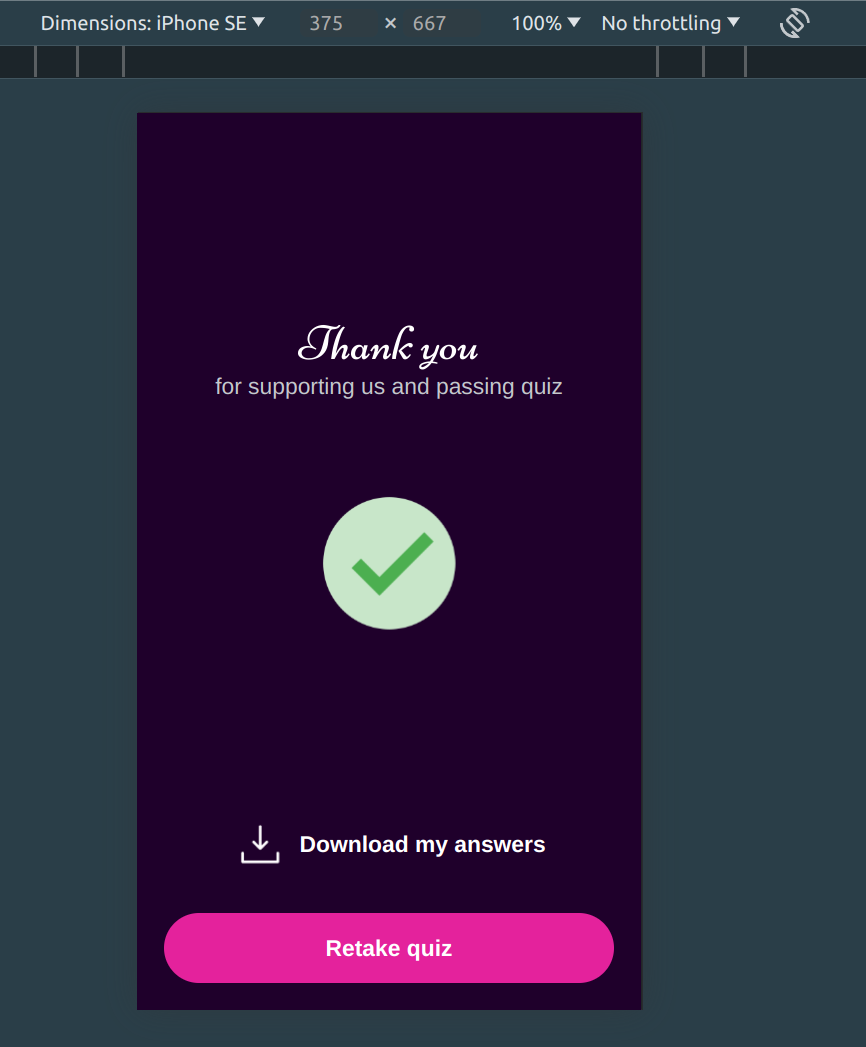 Dimensions: iPhone SE 375 × 667 100% No throttling
Thank you
for supporting us and passing quiz
Download my answers
Retake quiz